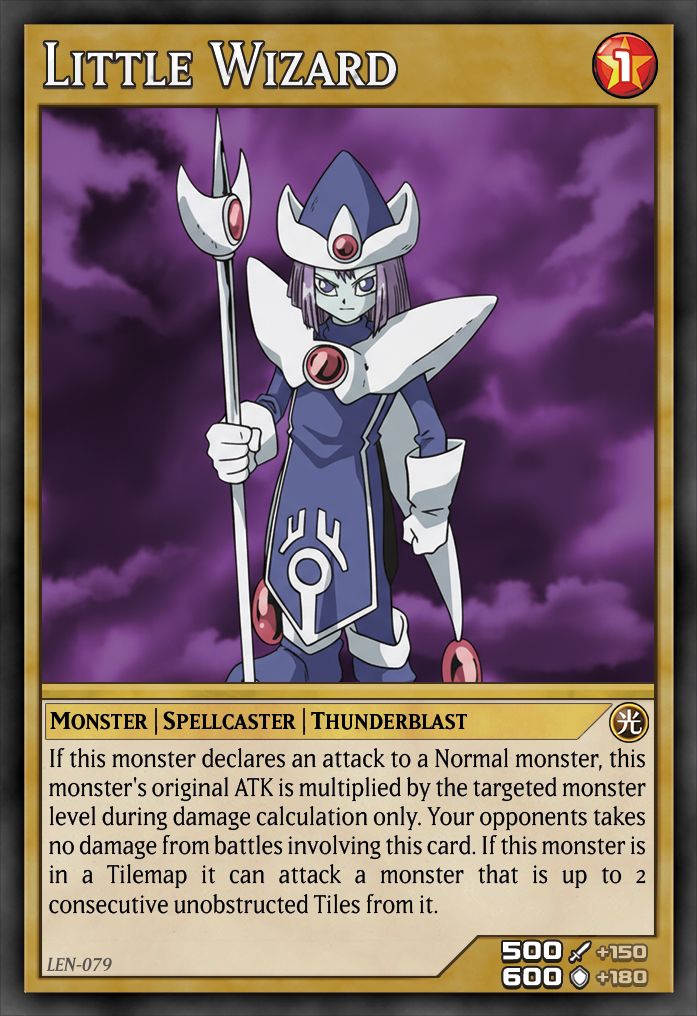 LITTLE WIZARD
1
MONSTER | SPELLCASTER | THUNDERBLAST
光
If this monster declares an attack to a Normal monster, this
monster's original ATK is multiplied by the targeted monster
level during damage calculation only. Your opponents takes
no damage from battles involving this card. If this monster is
in a Tilemap it can attack a monster that is up to 2
consecutive unobstructed Tiles from it.
500 +150
600 +180
LEN-079